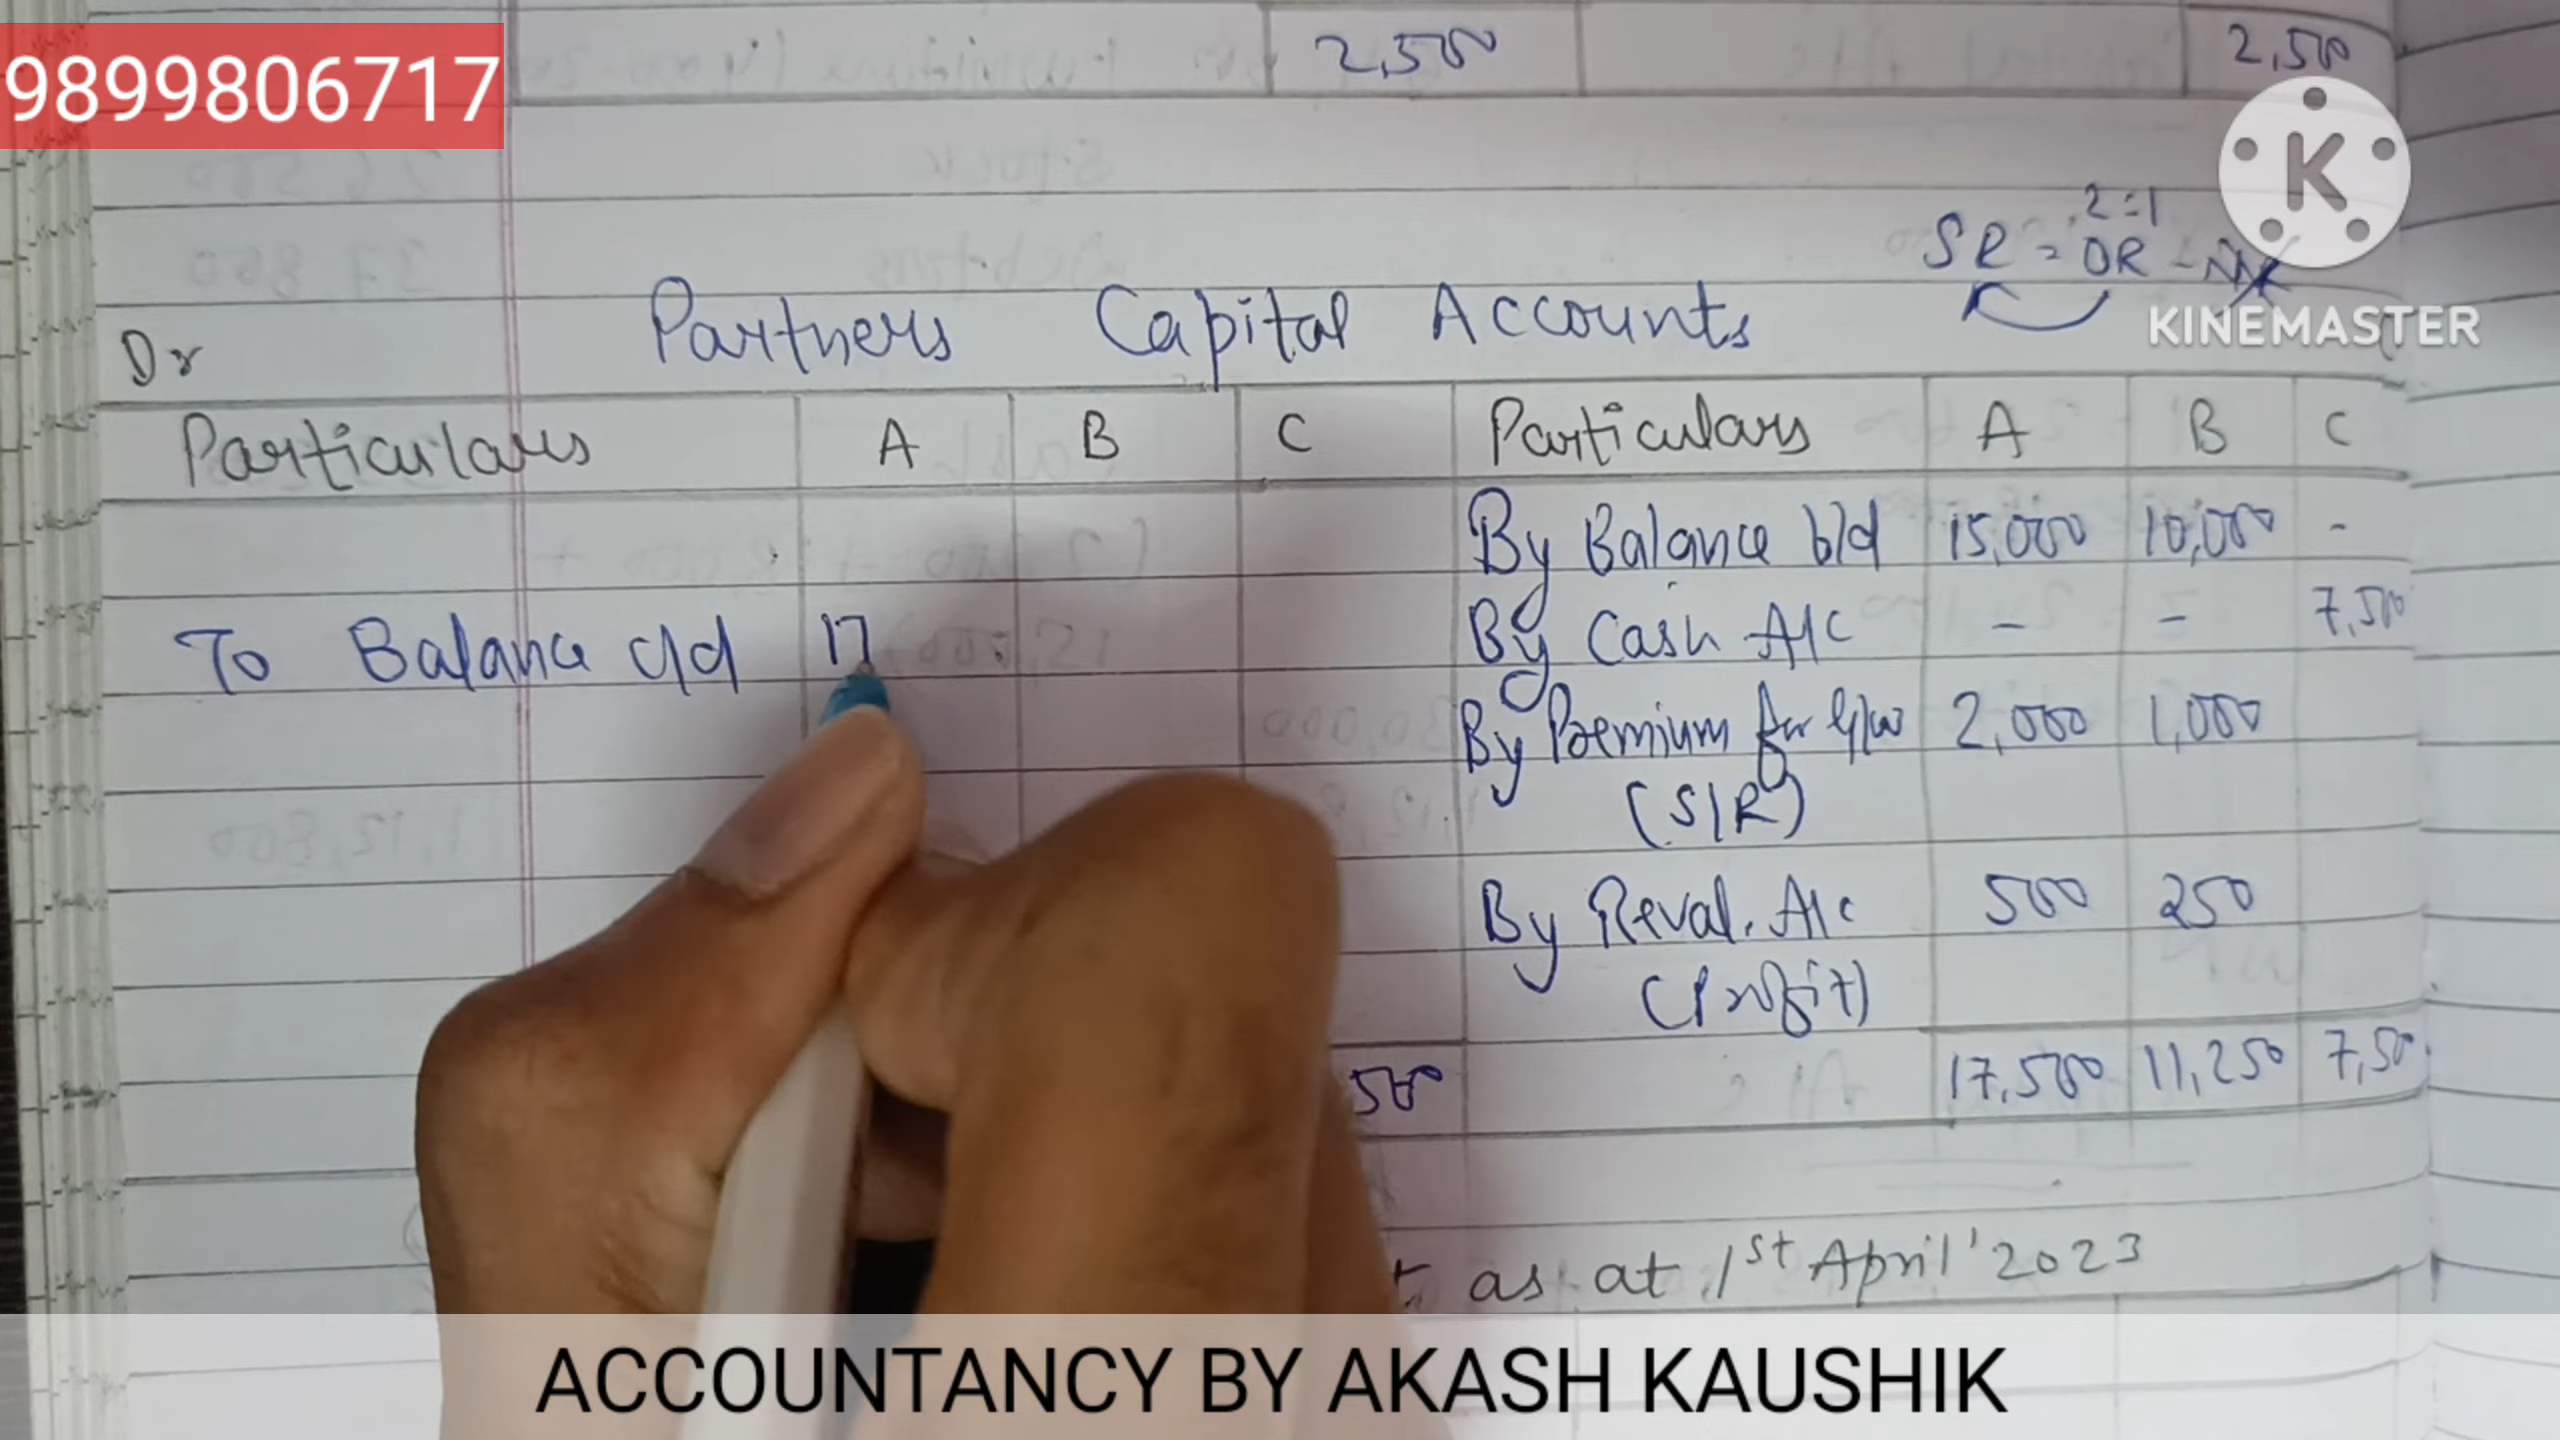 2,500 2,500
9899806717
K
KINEMASTER
2:1
SR = OR -
Partners Capital Accounts
Dr
Particulars A B C Particulars A B C
By Balance b/d 15,000 10,000 -
To Balance c/d 17 By Cash A/c - - 7,500
By Premium for G/w 2,000 1,000
(S/R)
By Reval. A/c 500 250
(Profit)
500 17,500 11,250 7,50
t as at 1st April' 2023
ACCOUNTANCY BY AKASH KAUSHIK